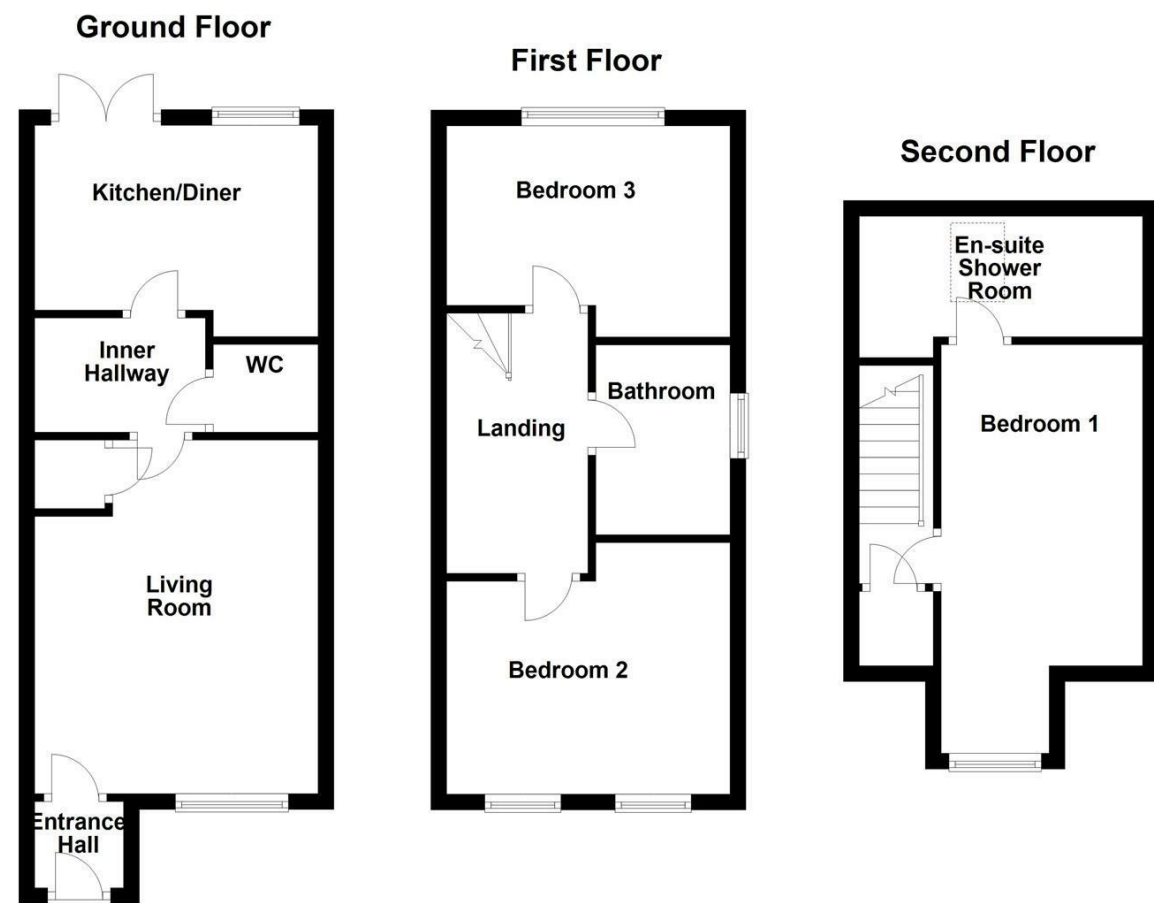 Ground Floor
Kitchen/Diner
Inner
Hallway
WC
Living
Room
Entrance
Hall
First Floor
Bedroom 3
Landing
Bathroom
Bedroom 2
Second Floor
En-suite
Shower
Room
Bedroom 1